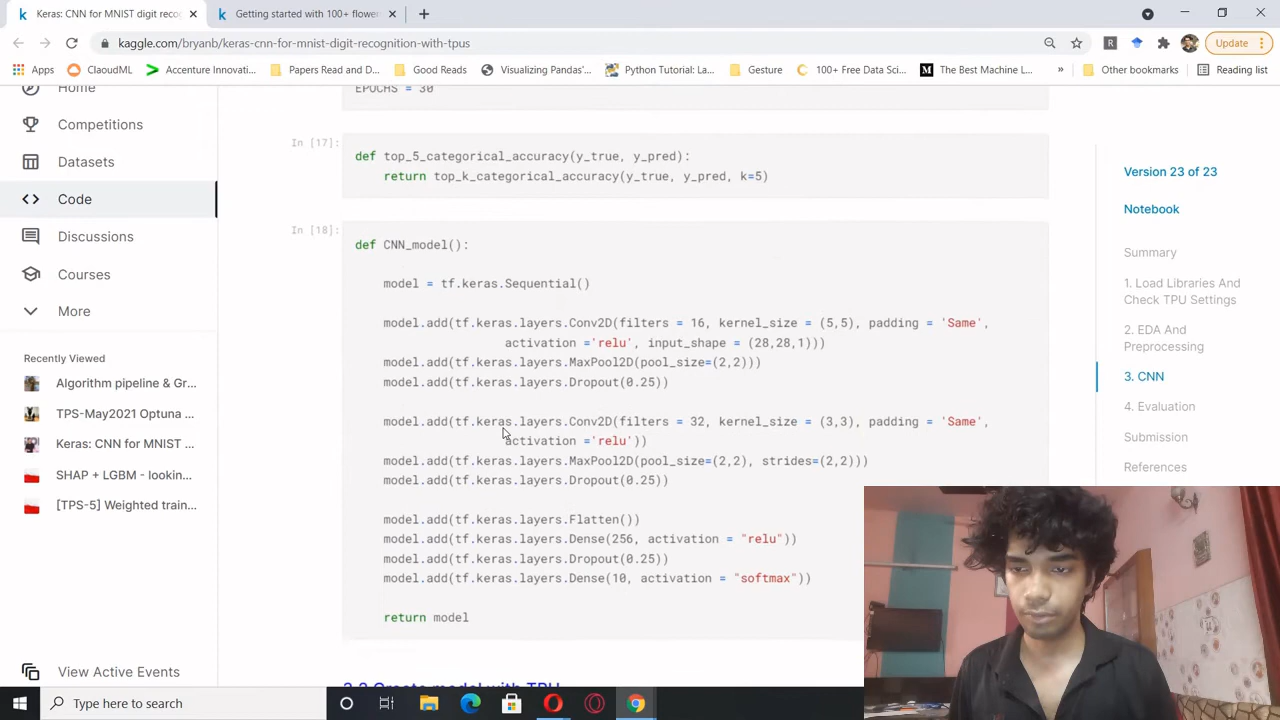 Keras: CNN for MNIST digit recog
Getting started with 100+ flower
kaggle.com/bryanb/keras-cnn-for-mnist-digit-recognition-with-tpus
Update
Apps
ClaoudML
Accenture Innovati...
Papers Read and D...
Good Reads
Visualizing Pandas'...
Python Tutorial: La...
Gesture
100+ Free Data Sci...
The Best Machine L...
Other bookmarks
Reading list
Home
Competitions
Datasets
Code
Discussions
Courses
More
Recently Viewed
Algorithm pipeline & Gr...
TPS-May2021 Optuna ...
Keras: CNN for MNIST ...
SHAP + LGBM - lookin...
[TPS-5] Weighted train...
View Active Events
EPOCHS = 30
In [17]:
def top_5_categorical_accuracy(y_true, y_pred):
return top_k_categorical_accuracy(y_true, y_pred, k=5)
In [18]:
def CNN_model():
model = tf.keras.Sequential()
model.add(tf.keras.layers.Conv2D(filters = 16, kernel_size = (5,5), padding = 'Same',
activation ='relu', input_shape = (28,28,1)))
model.add(tf.keras.layers.MaxPool2D(pool_size=(2,2)))
model.add(tf.keras.layers.Dropout(0.25))
model.add(tf.keras.layers.Conv2D(filters = 32, kernel_size = (3,3), padding = 'Same',
activation ='relu'))
model.add(tf.keras.layers.MaxPool2D(pool_size=(2,2), strides=(2,2)))
model.add(tf.keras.layers.Dropout(0.25))
model.add(tf.keras.layers.Flatten())
model.add(tf.keras.layers.Dense(256, activation = "relu"))
model.add(tf.keras.layers.Dropout(0.25))
model.add(tf.keras.layers.Dense(10, activation = "softmax"))
return model
3.2 Create model with TPU
Version 23 of 23
Notebook
Summary
1. Load Libraries And
Check TPU Settings
2. EDA And
Preprocessing
3. CNN
4. Evaluation
Submission
References
Type here to search